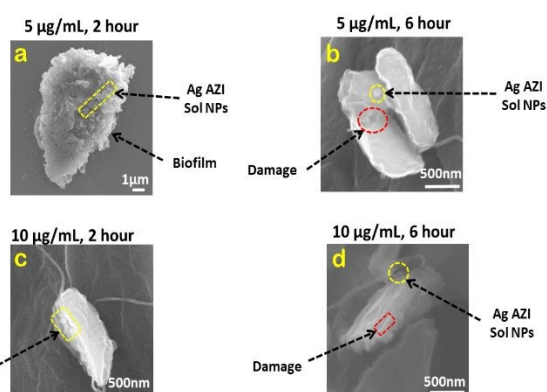 5 µg/mL, 2 hour
5 µg/mL, 6 hour
a
Ag AZI
Sol NPs
Biofilm
1µm
b
Ag AZI
Sol NPs
Damage
500nm
10 µg/mL, 2 hour
10 µg/mL, 6 hour
c
500nm
d
Ag AZI
Sol NPs
Damage
500nm